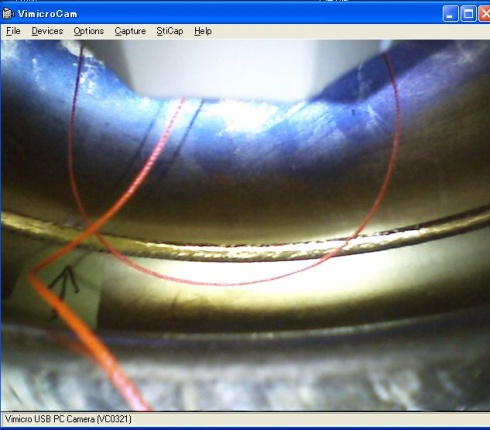 VimicroCam
File Devices Options Capture StiCap Help
Vimicro USB PC Camera (VC0321)